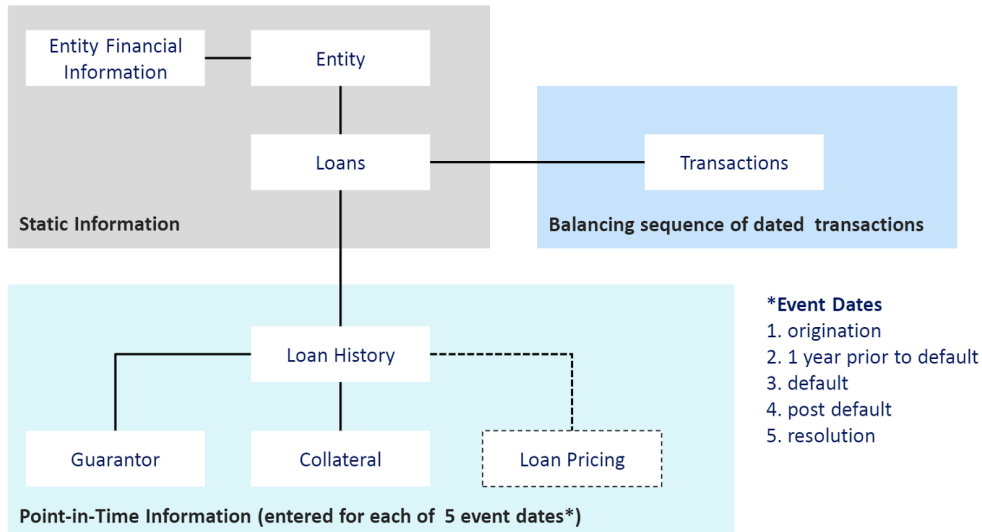 Entity Financial
Information
Entity
Loans
Transactions
Static Information
Balancing sequence of dated transactions
Loan History
Guarantor
Collateral
Loan Pricing
Point-in-Time Information (entered for each of 5 event dates*)
*Event Dates
1. origination
2. 1 year prior to default
3. default
4. post default
5. resolution